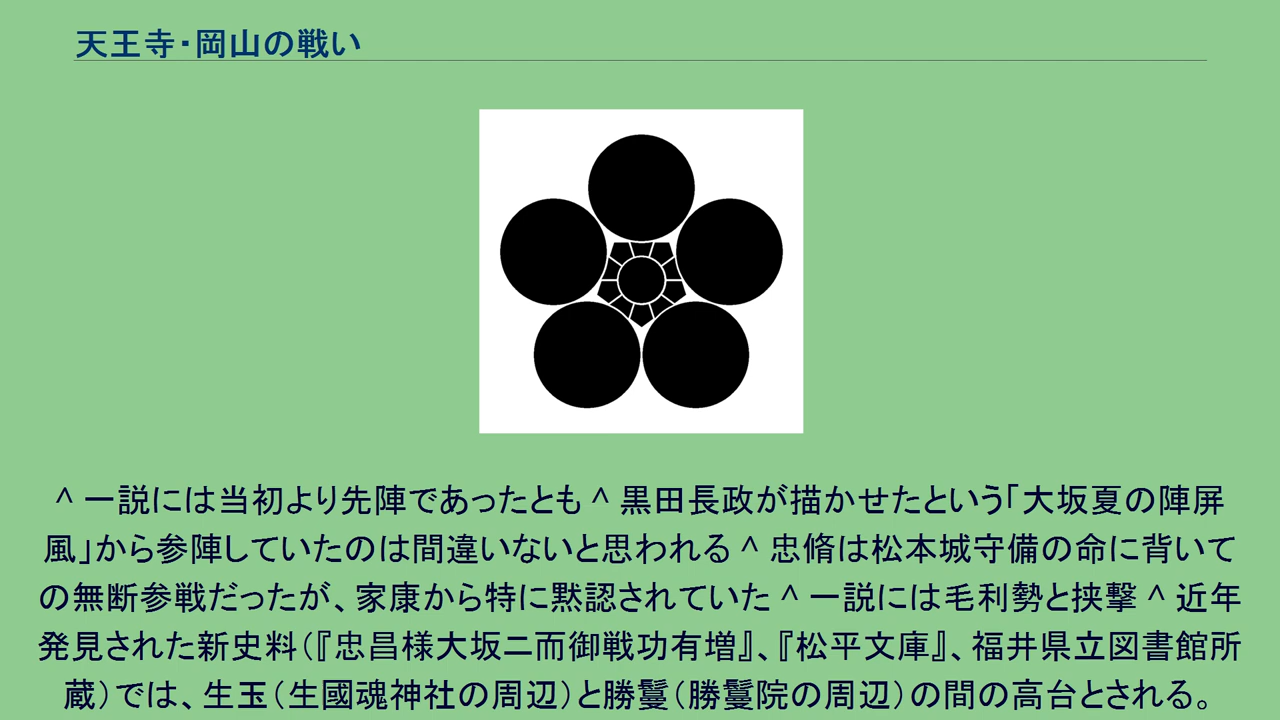 天王寺・岡山の戦い
^ 一説には当初より先陣であったとも ^ 黒田長政が描かせたという「大坂夏の陣屏
風」から参陣していたのは間違いないと思われる ^ 忠脩は松本城守備の命に背いて
の無断参戦だったが、家康から特に黙認されていた ^ 一説には毛利勢と挟撃 ^ 近年
発見された新史料(『忠昌様大坂ニ而御戦功有増』、『松平文庫』、福井県立図書館所
蔵)では、生玉(生國魂神社の周辺)と勝鬘(勝鬘院の周辺)の間の高台とされる。